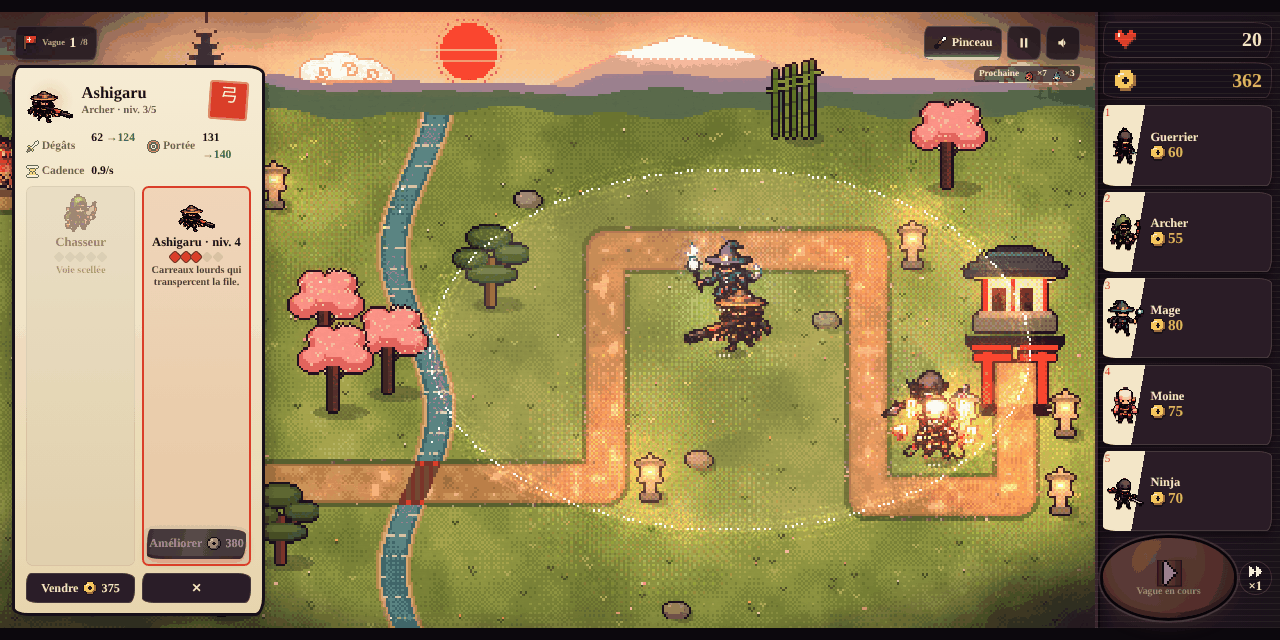 Vague 1 /8
Ashigaru
Archer · niv. 3/5
弓
Dégâts 62 →124
Portée 131 →140
Cadence 0.9/s
Chasseur
Voie scellée
Ashigaru · niv. 4
Carreaux lourds qui
transpercent la file.
Améliorer 380
Vendre 375
×
Pinceau
Prochaine ×7 ×3
20
362
1
Guerrier
60
2
Archer
55
3
Mage
80
4
Moine
75
5
Ninja
70
Vague en cours
×1